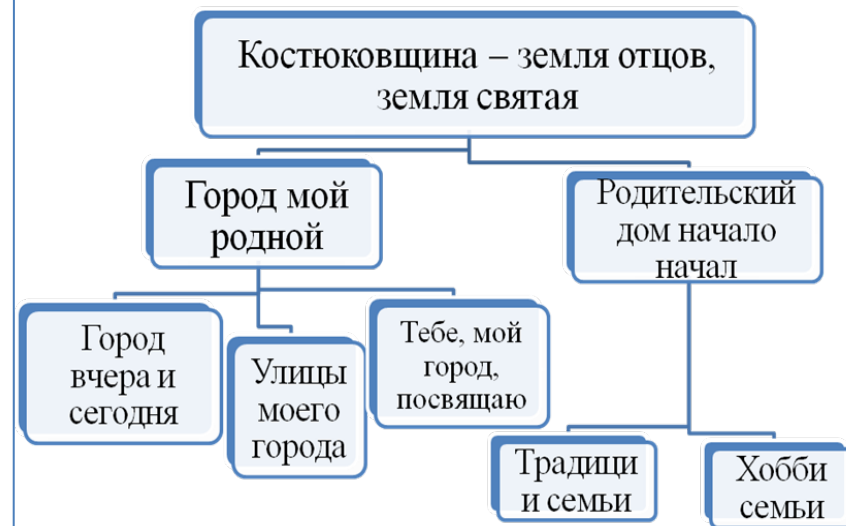 Костюковщина – земля отцов,
земля святая
Город мой
родной
Родительский
дом начало
начал
Город
вчера и
сегодня
Улицы
моего
города
Тебе, мой
город,
посвящаю
Традици
и семьи
Хобби
семьи